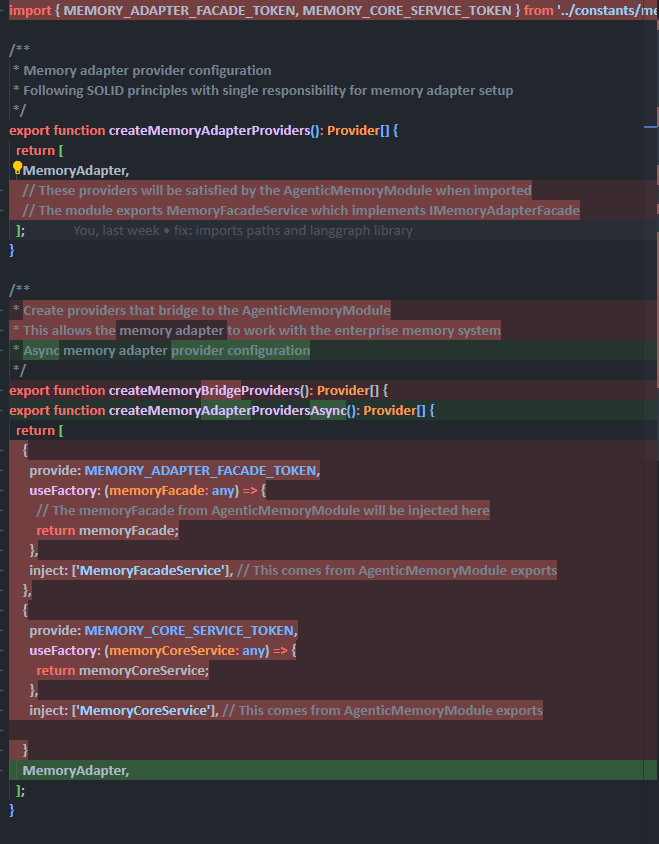 import { MEMORY_ADAPTER_FACADE_TOKEN, MEMORY_CORE_SERVICE_TOKEN } from '../constants/me
/**
 * Memory adapter provider configuration
 * Following SOLID principles with single responsibility for memory adapter setup
 */
export function createMemoryAdapterProviders(): Provider[] {
return [
MemoryAdapter,
// These providers will be satisfied by the AgenticMemoryModule when imported
// The module exports MemoryFacadeService which implements IMemoryAdapterFacade
]; You, last week • fix: imports paths and langgraph library
}
/**
 * Create providers that bridge to the AgenticMemoryModule
 * This allows the memory adapter to work with the enterprise memory system
 * Async memory adapter provider configuration
 */
export function createMemoryBridgeProviders(): Provider[] {
export function createMemoryAdapterProvidersAsync(): Provider[] {
return [
{
provide: MEMORY_ADAPTER_FACADE_TOKEN,
useFactory: (memoryFacade: any) => {
// The memoryFacade from AgenticMemoryModule will be injected here
return memoryFacade;
},
inject: ['MemoryFacadeService'], // This comes from AgenticMemoryModule exports
},
{
provide: MEMORY_CORE_SERVICE_TOKEN,
useFactory: (memoryCoreService: any) => {
return memoryCoreService;
},
inject: ['MemoryCoreService'], // This comes from AgenticMemoryModule exports
}
MemoryAdapter,
];
}